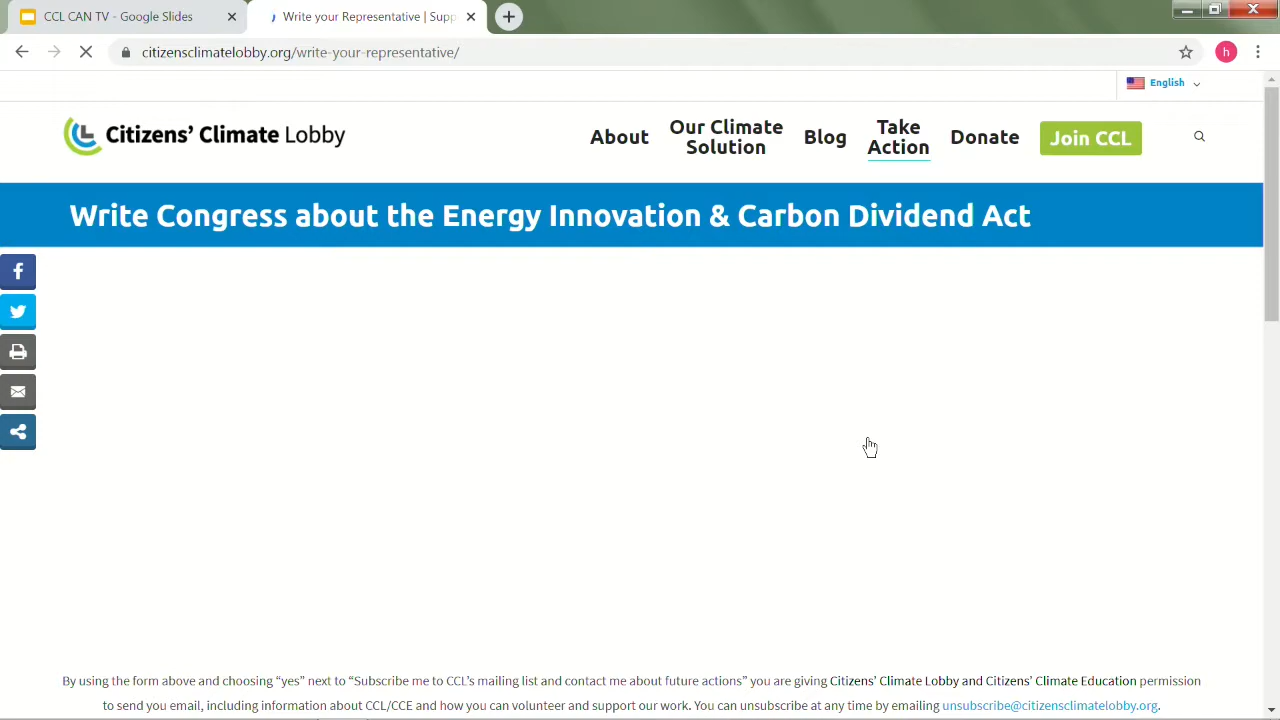 CCL CAN TV - Google Slides
Write your Representative | Supp
citizensclimatelobby.org/write-your-representative/
h
English
Citizens' Climate Lobby
About
Our Climate
Solution
Blog
Take
Action
Donate
Join CCL
Write Congress about the Energy Innovation & Carbon Dividend Act
By using the form above and choosing “yes” next to “Subscribe me to CCL’s mailing list and contact me about future actions” you are giving Citizens’ Climate Lobby and Citizens’ Climate Education permission
to send you email, including information about CCL/CCE and how you can volunteer and support our work. You can unsubscribe at any time by emailing unsubscribe@citizensclimatelobby.org.